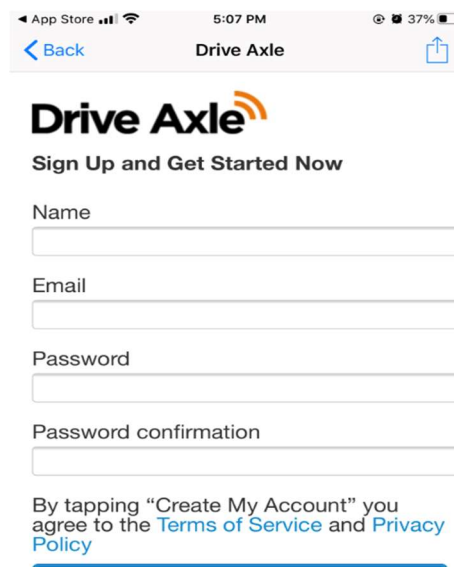 App Store 5:07 PM 37%
Back Drive Axle
Drive Axle
Sign Up and Get Started Now
Name
Email
Password
Password confirmation
By tapping “Create My Account” you
agree to the Terms of Service and Privacy
Policy